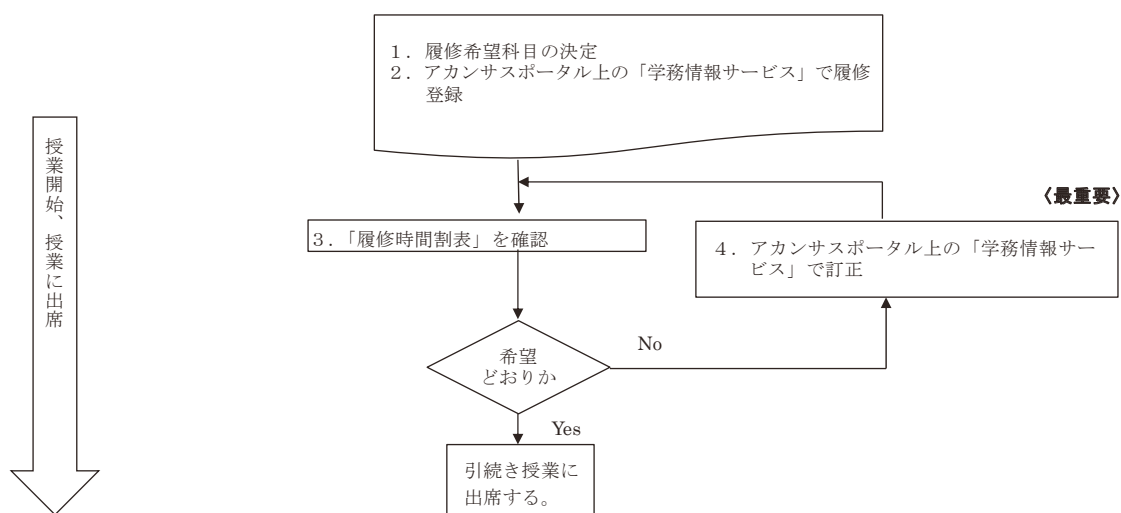 1．履修希望科目の決定
2．アカンサスポータル上の「学務情報サービス」で履修
登録
授業開始、授業に出席
〈最重要〉
3．「履修時間割表」を確認
4．アカンサスポータル上の「学務情報サー
ビス」で訂正
希望
どおりか
No
Yes
引続き授業に
出席する。